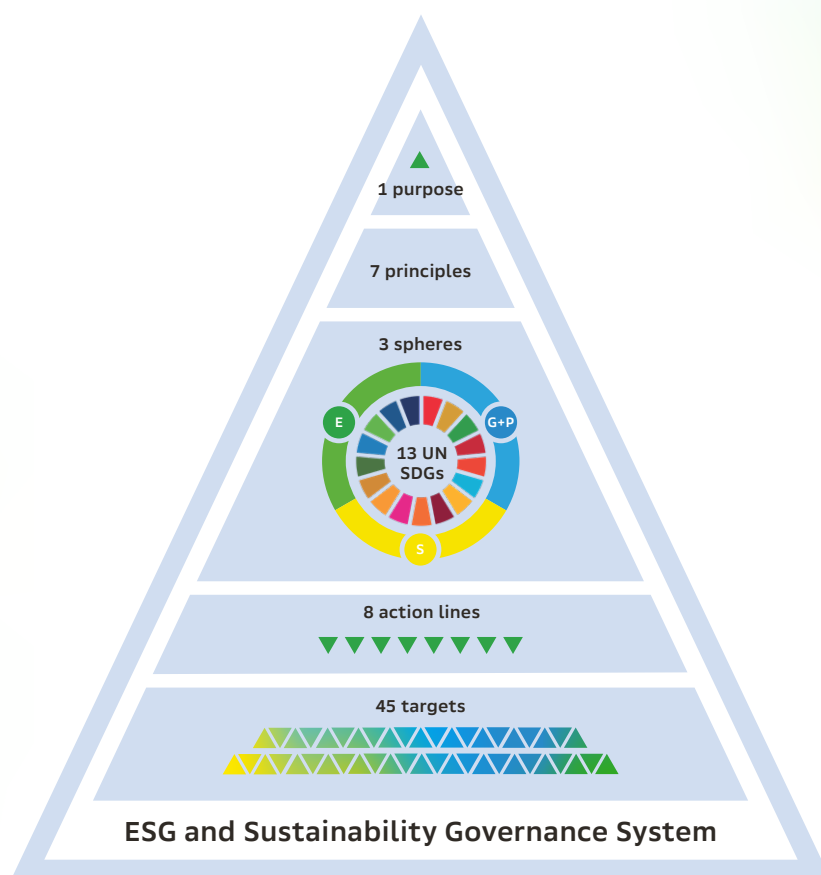 1 purpose
7 principles
3 spheres
E
G+P
13 UN
SDGs
S
8 action lines
45 targets
ESG and Sustainability Governance System